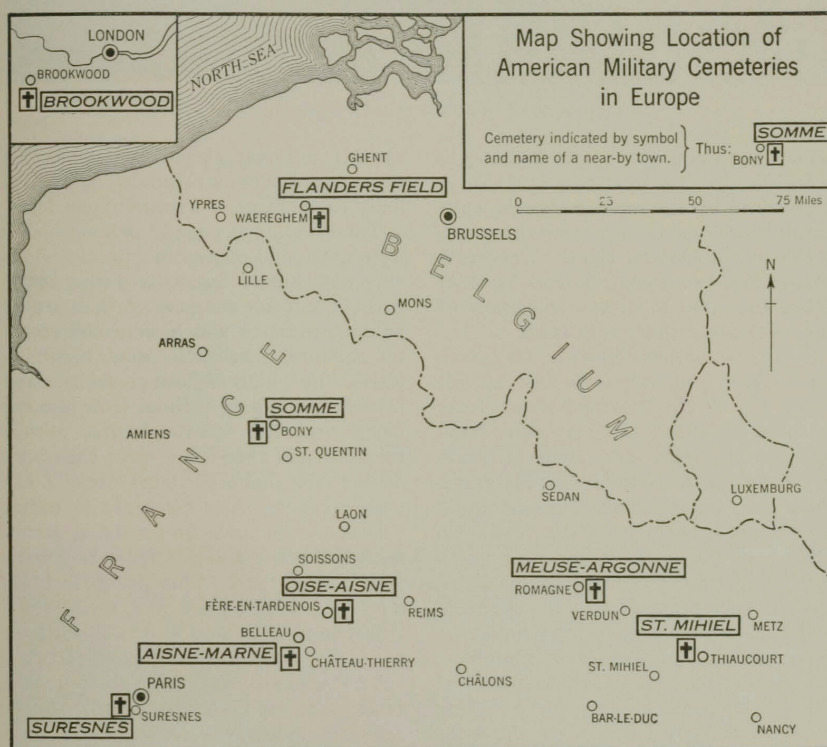 LONDON
BROOKWOOD
BROOKWOOD
NORTH-SEA
Map Showing Location of
American Military Cemeteries
in Europe
Cemetery indicated by symbol
and name of a near-by town.
Thus:
SOMME
BONY
0 25 50 75 Miles
N
GHENT
FLANDERS FIELD
YPRES
WAEREGHEM
BRUSSELS
LILLE
BELGIUM
MONS
ARRAS
FRANCE
SOMME
BONY
AMIENS
ST. QUENTIN
SEDAN
LUXEMBURG
LAON
SOISSONS
OISE-AISNE
FÈRE-EN-TARDENOIS
REIMS
MEUSE-ARGONNE
ROMAGNE
VERDUN
ST. MIHIEL
METZ
BELLEAU
AISNE-MARNE
CHÂTEAU-THIERRY
THIAUCOURT
ST. MIHIEL
CHÂLONS
PARIS
SURESNES
SURESNES
BAR-LE-DUC
NANCY